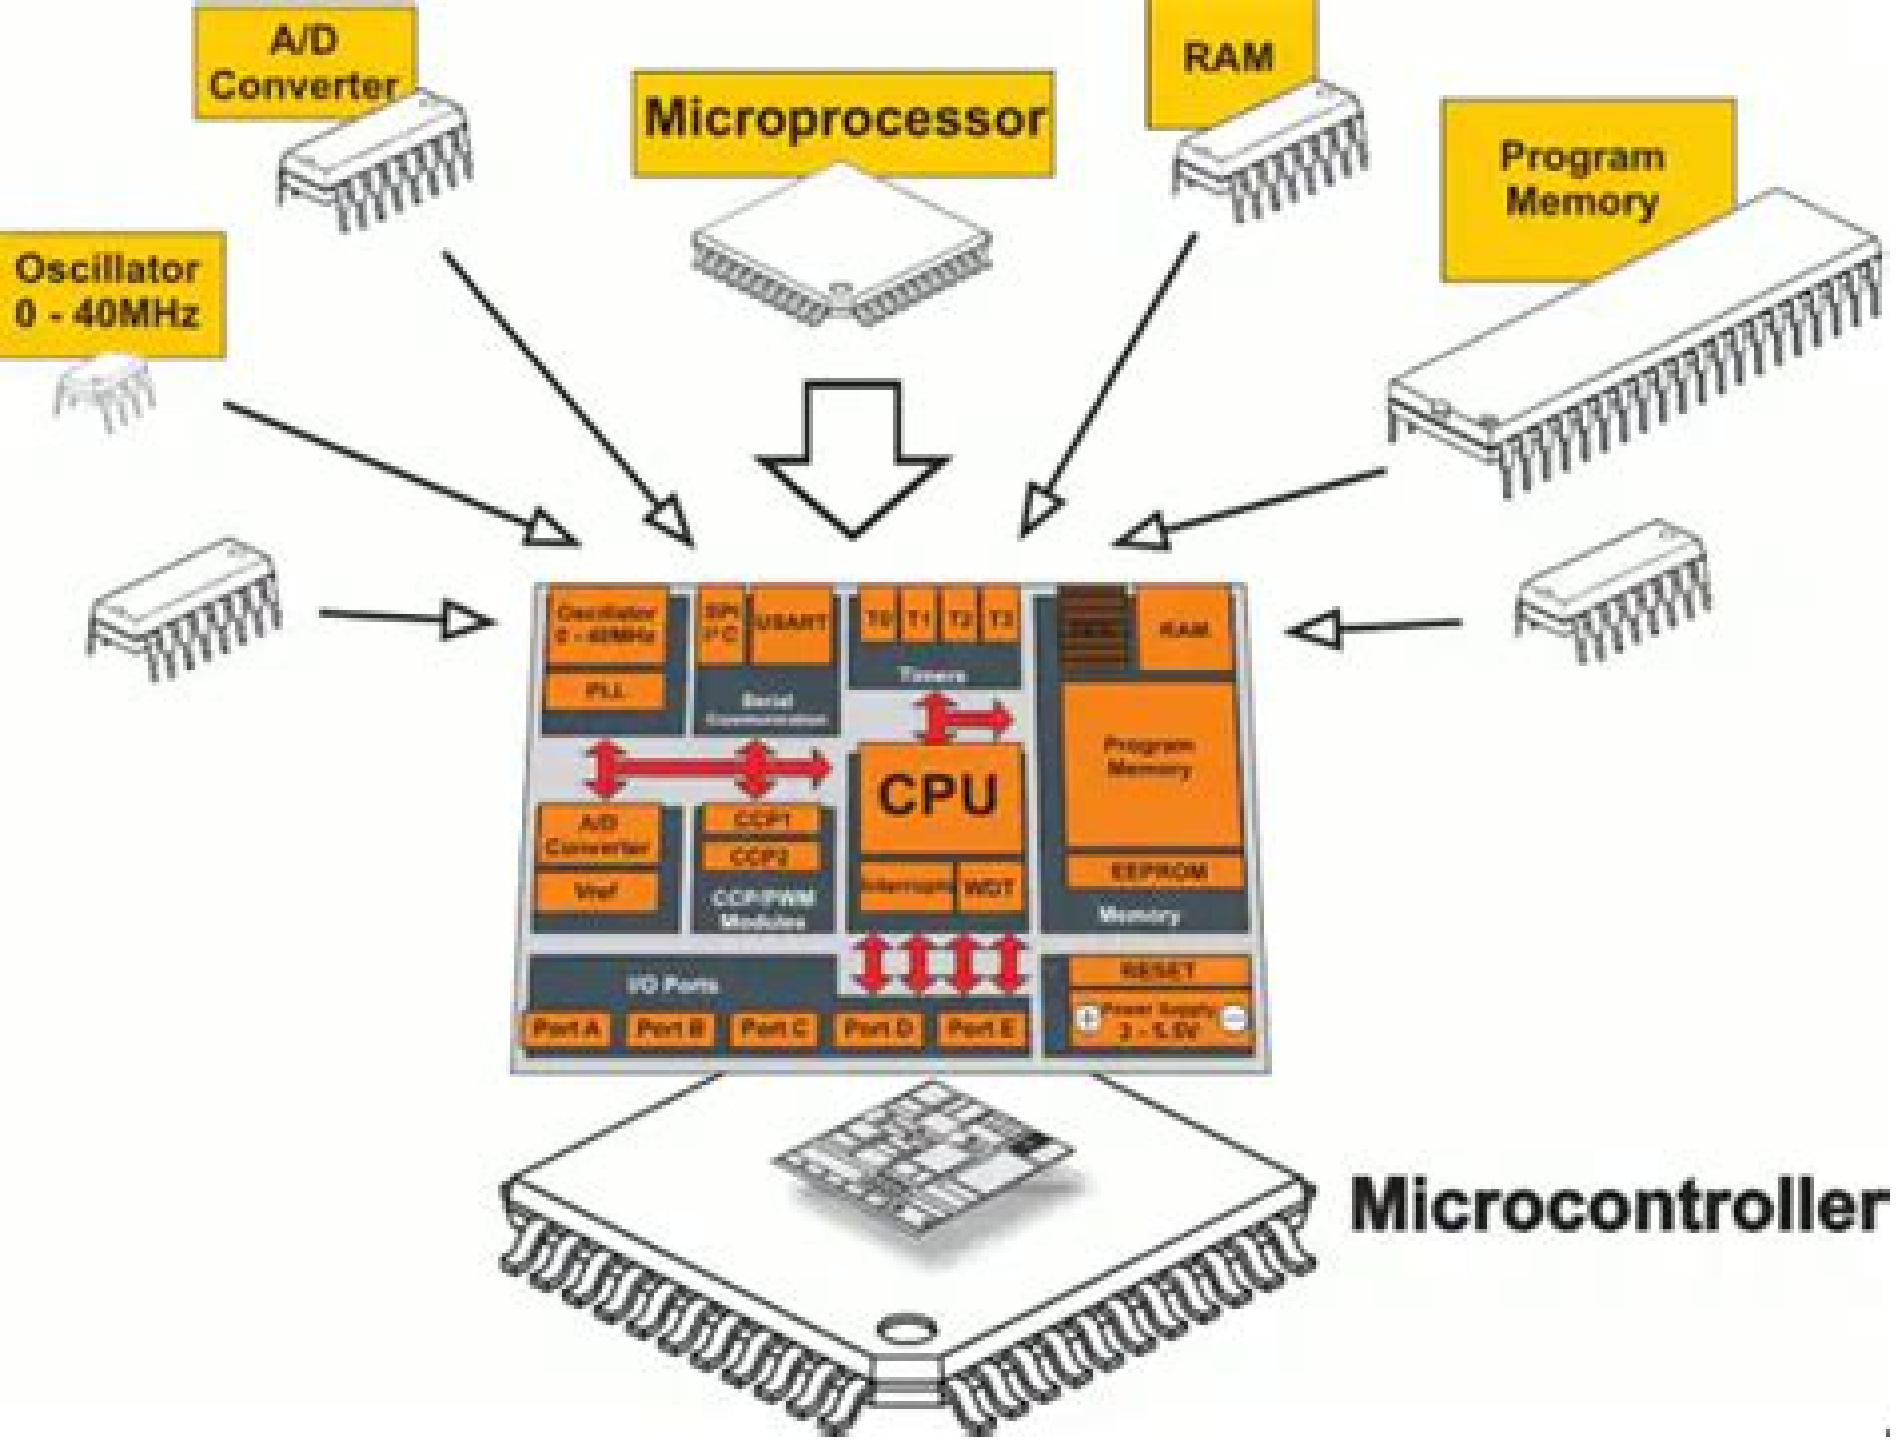 A/D
Converter
Microprocessor
RAM
Program
Memory
Oscillator
0 - 40MHz
Oscillator
0 - 40MHz
PLL
SPI
I²C
USART
Serial
Communication
T0
T1
T2
T3
Timers
RAM
Program
Memory
EEPROM
Memory
CPU
Interrupts
WDT
A/D
Converter
Vref
CCP1
CCP2
CCP/PWM
Modules
I/O Ports
Port A
Port B
Port C
Port D
Port E
RESET
+
Power Supply
2 - 5.5V
−
Microcontroller